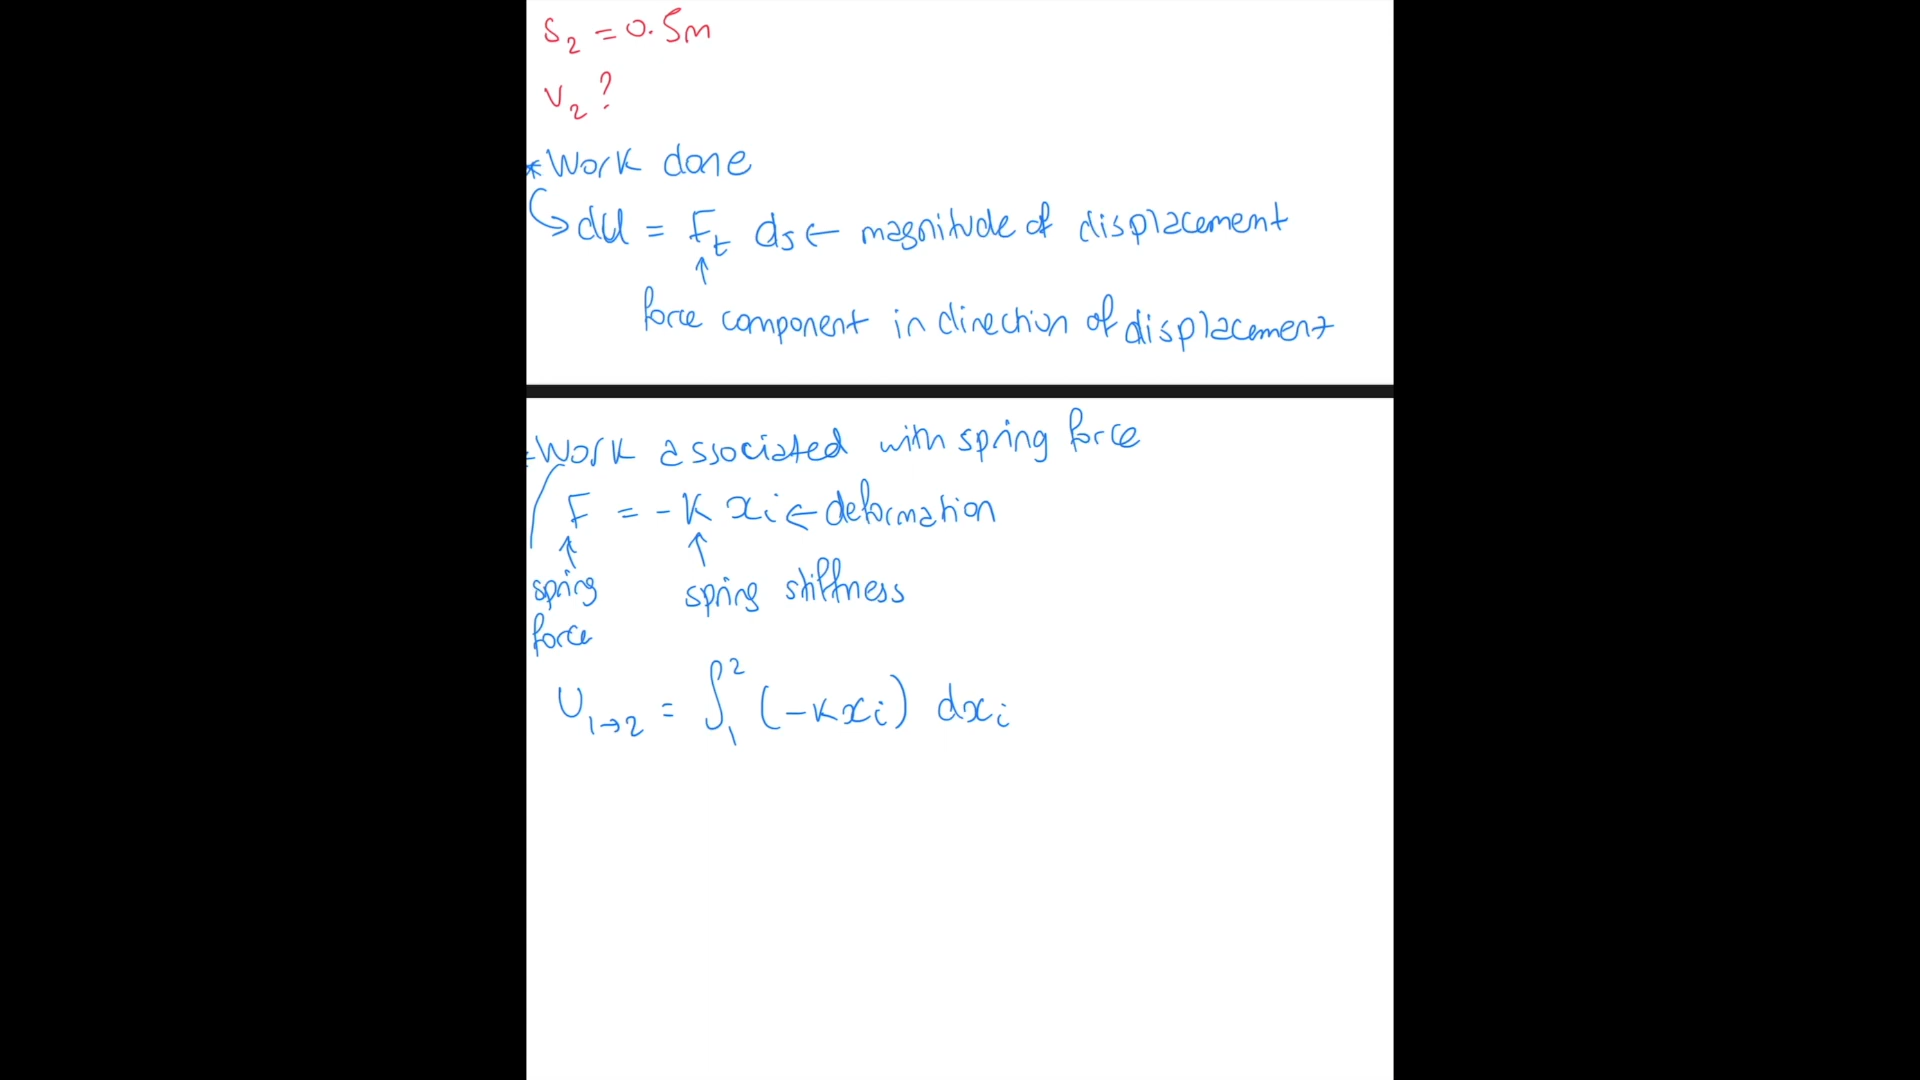 S₂ = 0.5m
V₂ ?
*Work done
↳ dU = Fₜ ds ← magnitude of displacement
↑
force component in direction of displacement
*Work associated with spring force
F = -K xᵢ ← deformation
↑ ↑
spring spring stiffness
force
U₁→₂ = ∫₁² (-Kxᵢ) dxᵢ